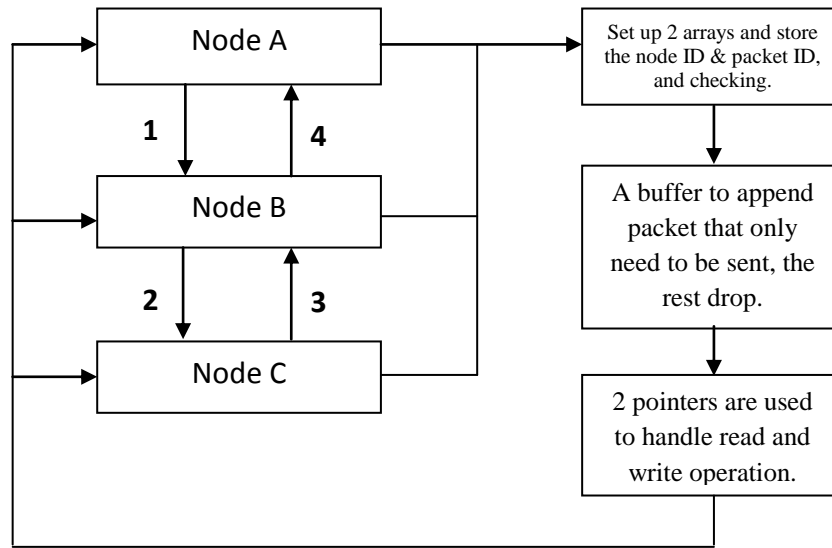 Node A
1
4
Node B
2
3
Node C
Set up 2 arrays and store
the node ID & packet ID,
and checking.
A buffer to append
packet that only
need to be sent, the
rest drop.
2 pointers are used
to handle read and
write operation.